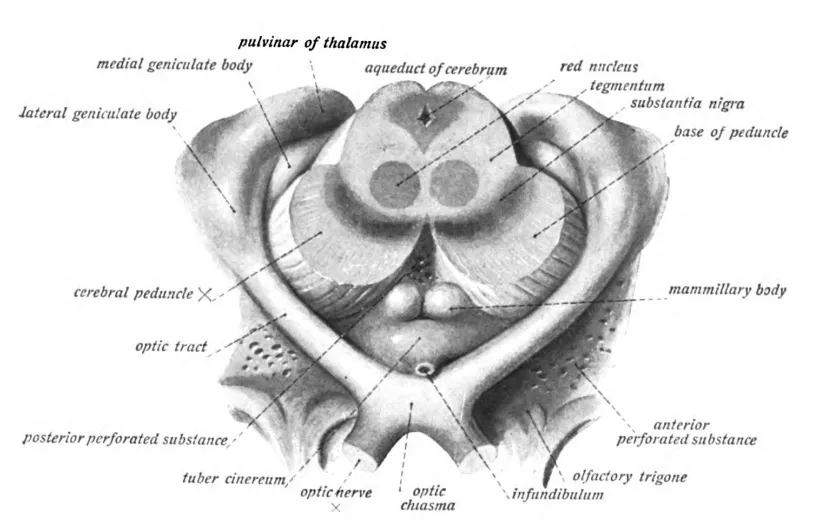 pulvinar of thalamus
medial geniculate body
aqueduct of cerebrum
red nucleus
tegmentum
substantia nigra
lateral geniculate body
base of peduncle
cerebral peduncle X
mammillary body
optic tract
anterior
perforated substance
posterior perforated substance
tuber cinereum
optic nerve
X
optic
chiasma
infundibulum
olfactory trigone